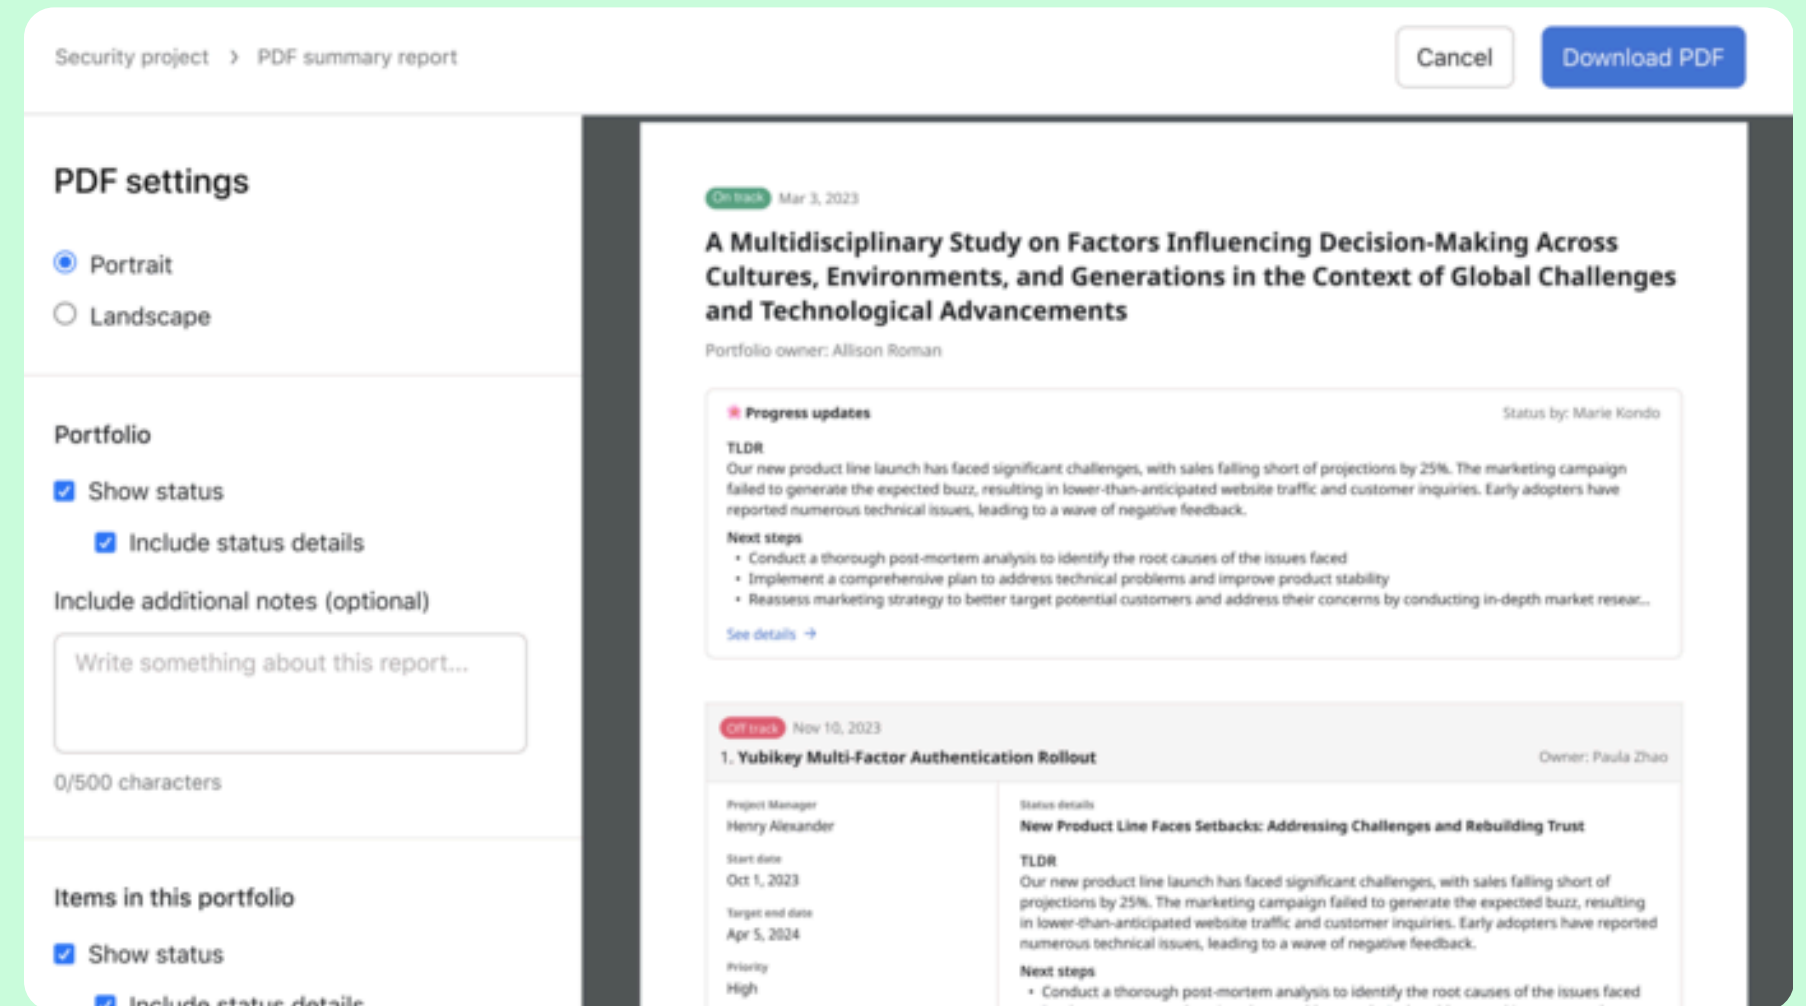 Security project > PDF summary report
Cancel
Download PDF
PDF settings
Portrait
Landscape
Portfolio
Show status
Include status details
Include additional notes (optional)
Write something about this report...
0/500 characters
Items in this portfolio
Show status
Include status details
On track Mar 3, 2023
A Multidisciplinary Study on Factors Influencing Decision-Making Across
Cultures, Environments, and Generations in the Context of Global Challenges
and Technological Advancements
Portfolio owner: Allison Roman
Progress updates
Status by: Marie Kondo
TLDR
Our new product line launch has faced significant challenges, with sales falling short of projections by 25%. The marketing campaign
failed to generate the expected buzz, resulting in lower-than-anticipated website traffic and customer inquiries. Early adopters have
reported numerous technical issues, leading to a wave of negative feedback.
Next steps
• Conduct a thorough post-mortem analysis to identify the root causes of the issues faced
• Implement a comprehensive plan to address technical problems and improve product stability
• Reassess marketing strategy to better target potential customers and address their concerns by conducting in-depth market resear...
See details →
Off track Nov 10, 2023
1. Yubikey Multi-Factor Authentication Rollout
Owner: Paula Zhao
Project Manager
Henry Alexander
Start date
Oct 1, 2023
Target end date
Apr 5, 2024
Priority
High
Status details
New Product Line Faces Setbacks: Addressing Challenges and Rebuilding Trust
TLDR
Our new product line launch has faced significant challenges, with sales falling short of
projections by 25%. The marketing campaign failed to generate the expected buzz, resulting
in lower-than-anticipated website traffic and customer inquiries. Early adopters have reported
numerous technical issues, leading to a wave of negative feedback.
Next steps
• Conduct a thorough post-mortem analysis to identify the root causes of the issues faced